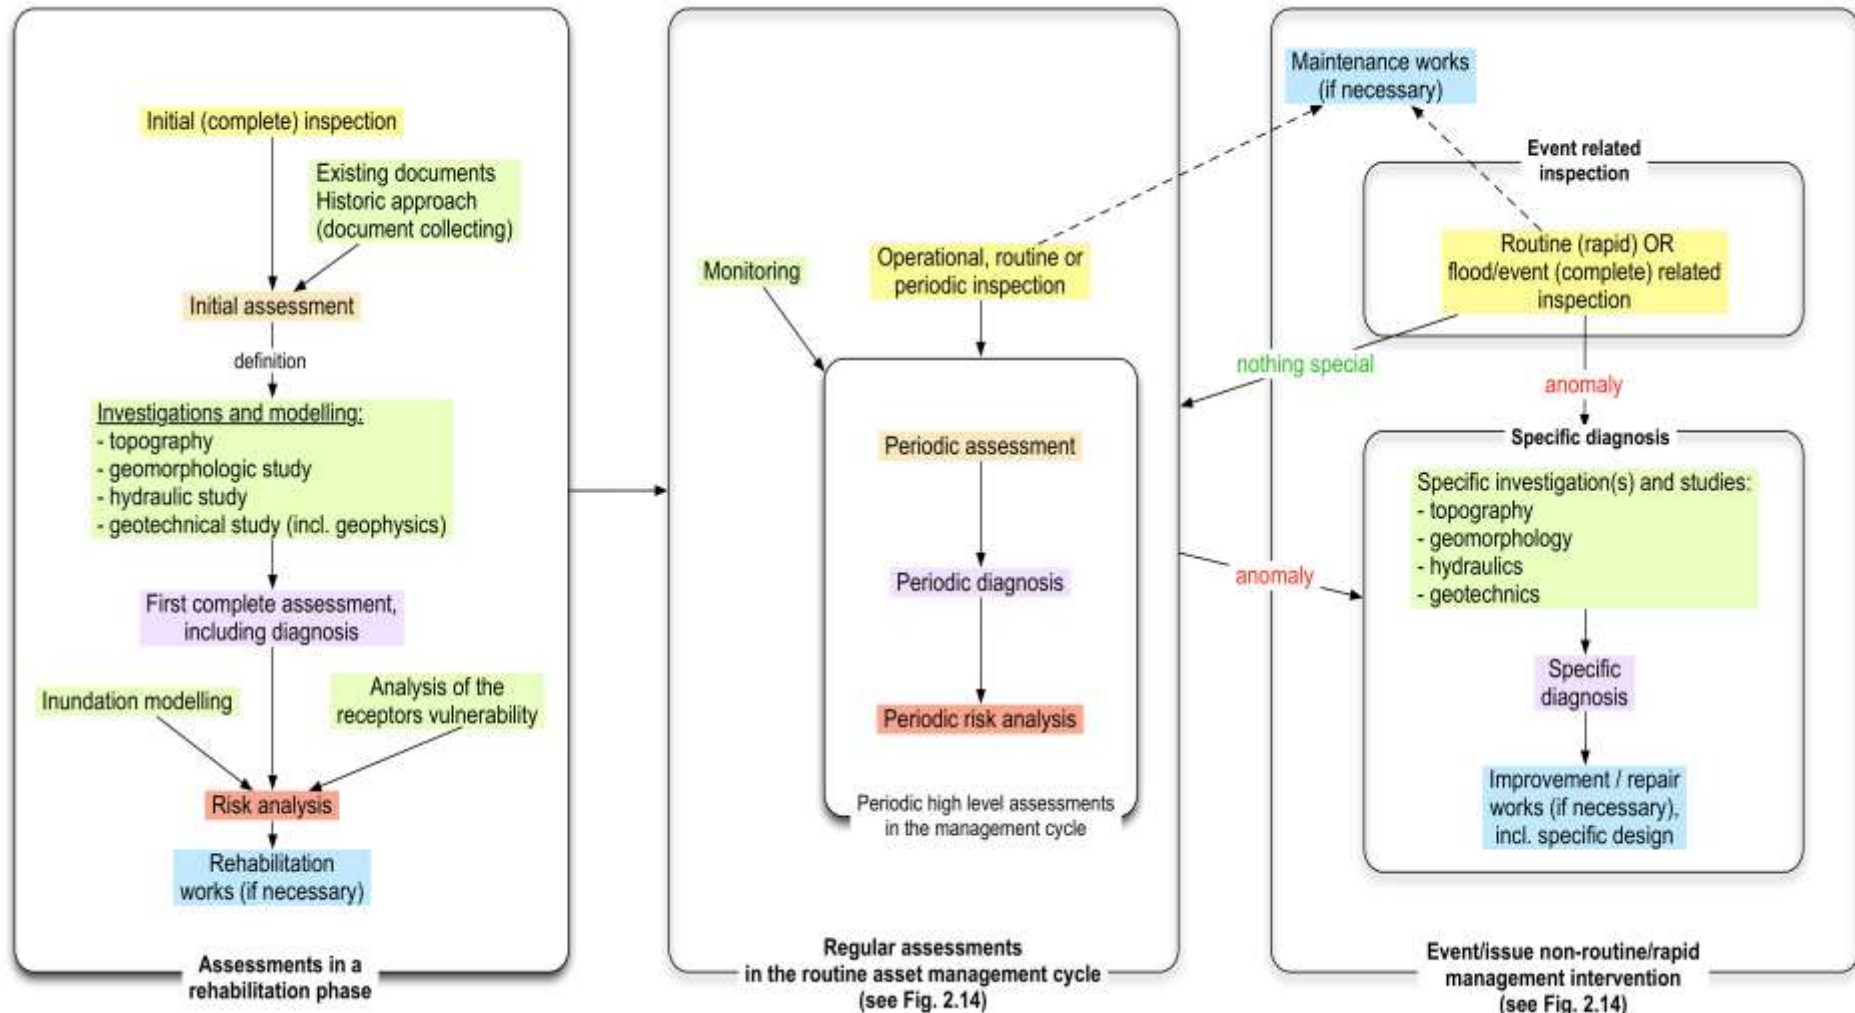 Initial (complete) inspection
Existing documents
Historic approach
(document collecting)
Initial assessment
definition
Investigations and modelling:
- topography
- geomorphologic study
- hydraulic study
- geotechnical study (incl. geophysics)
First complete assessment,
including diagnosis
Inundation modelling
Analysis of the
receptors vulnerability
Risk analysis
Rehabilitation
works (if necessary)
Assessments in a
rehabilitation phase
Monitoring
Operational, routine or
periodic inspection
Periodic assessment
Periodic diagnosis
Periodic risk analysis
Periodic high level assessments
in the management cycle
Regular assessments
in the routine asset management cycle
(see Fig. 2.14)
Maintenance works
(if necessary)
Event related
inspection
Routine (rapid) OR
flood/event (complete) related
inspection
nothing special
anomaly
anomaly
Specific diagnosis
Specific investigation(s) and studies:
- topography
- geomorphology
- hydraulics
- geotechnics
Specific
diagnosis
Improvement / repair
works (if necessary),
incl. specific design
Event/issue non-routine/rapid
management intervention
(see Fig. 2.14)